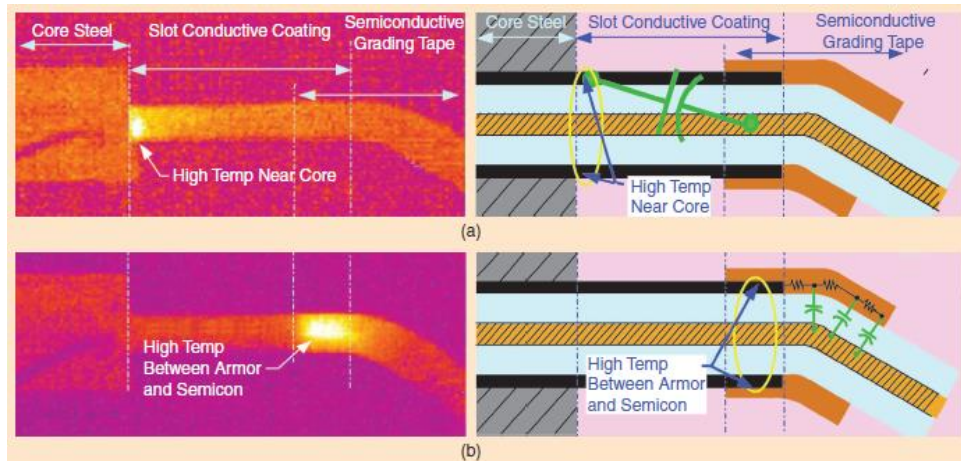 Core Steel
Slot Conductive Coating
Semiconductive
Grading Tape
High Temp Near Core
Core Steel
Slot Conductive Coating
Semiconductive
Grading Tape
High Temp
Near Core
(a)
High Temp
Between Armor
and Semicon
High Temp
Between Armor
and Semicon
(b)